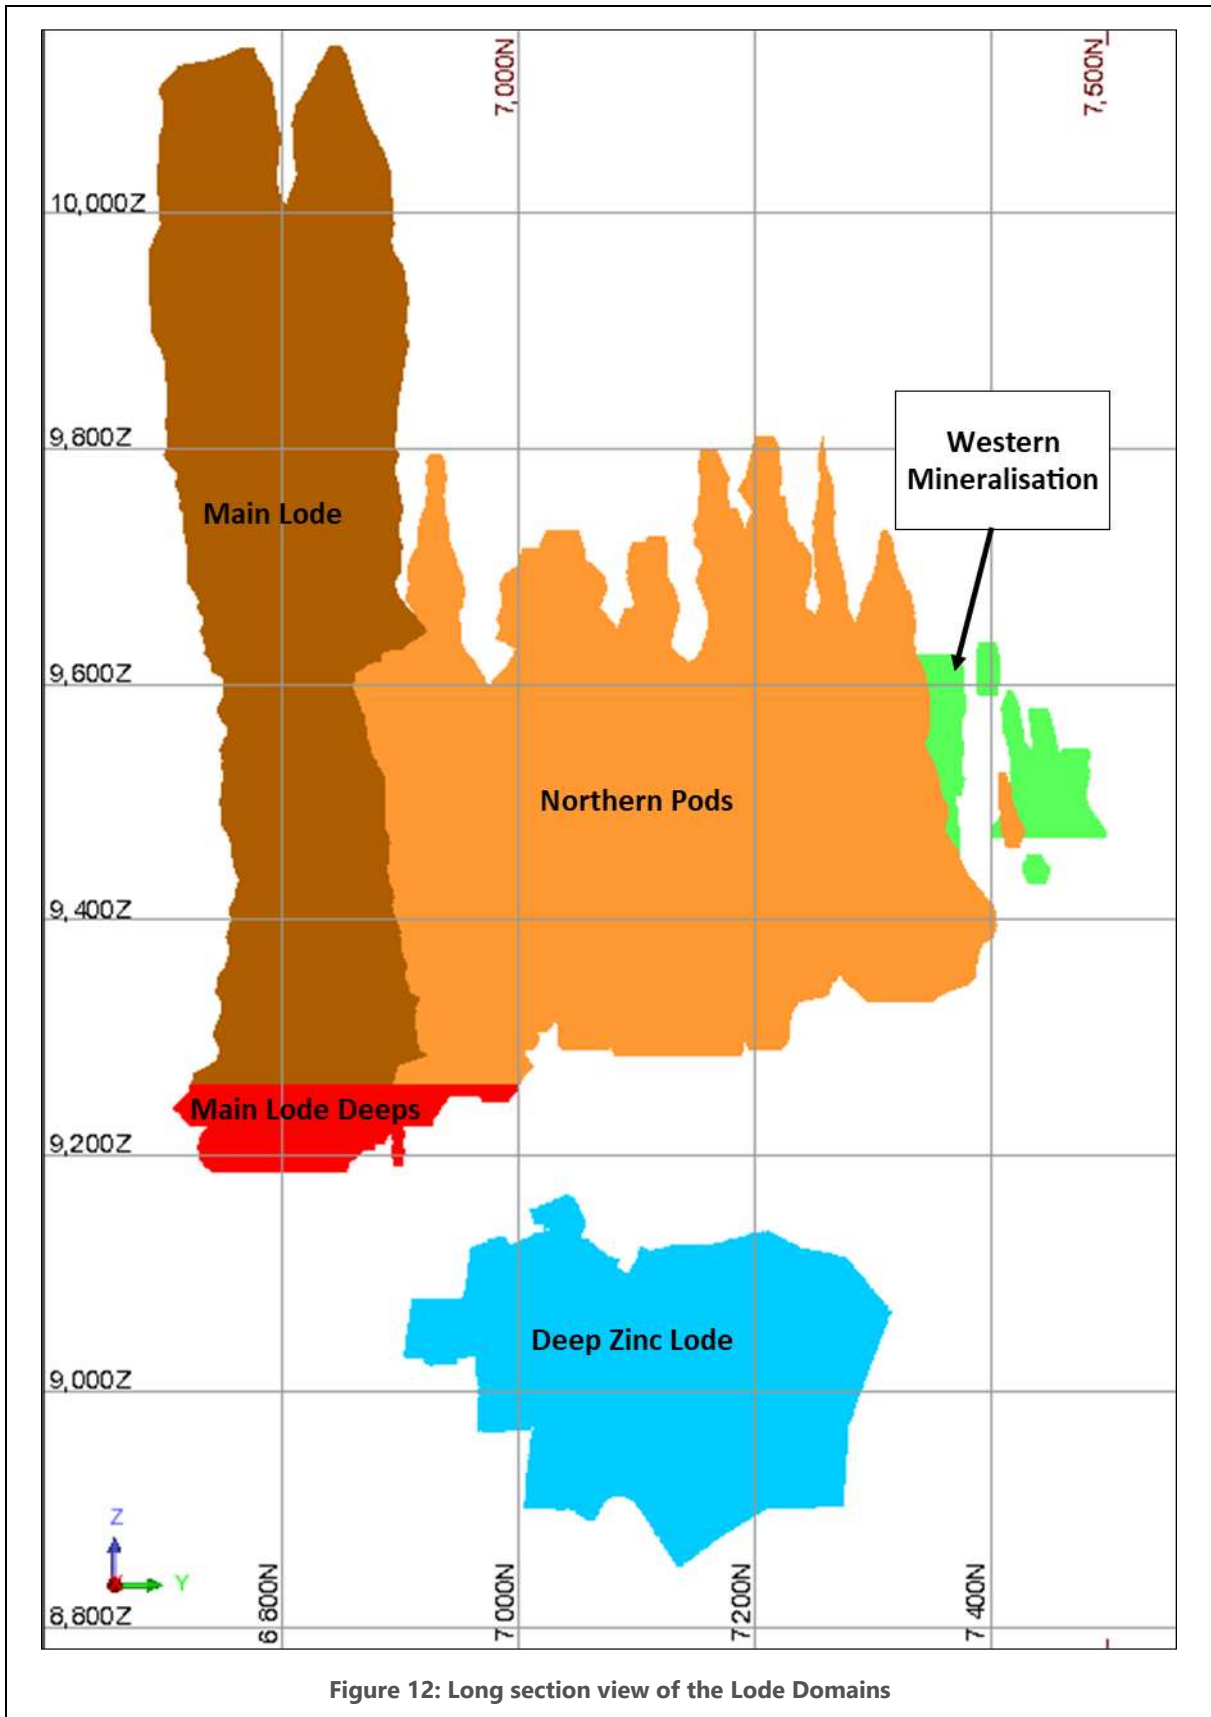 7,000N
7,500N
10,000Z
9,800Z
Western
Mineralisation
Main Lode
9,600Z
Northern Pods
9,400Z
Main Lode Deeps
9,200Z
Deep Zinc Lode
9,000Z
Z
Y
8,800Z
6 800N
7 000N
7 200N
7 400N
Figure 12: Long section view of the Lode Domains